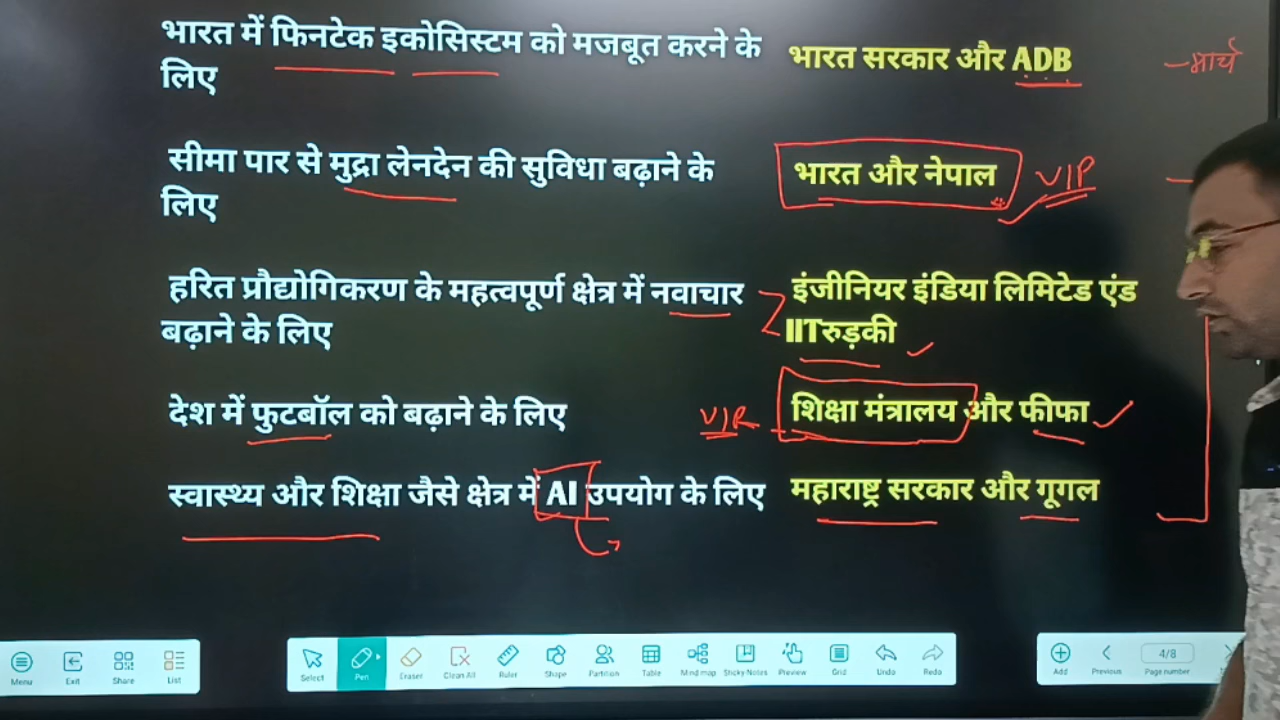 भारत में फिनटेक इकोसिस्टम को मजबूत करने के
लिए
भारत सरकार और ADB
मार्च
सीमा पार से मुद्रा लेनदेन की सुविधा बढ़ाने के
लिए
भारत और नेपाल
VIP
हरित प्रौद्योगिकरण के महत्वपूर्ण क्षेत्र में नवाचार
बढ़ाने के लिए
इंजीनियर इंडिया लिमिटेड एंड
IITरुड़की
देश में फुटबॉल को बढ़ाने के लिए
VIP
शिक्षा मंत्रालय और फीफा
स्वास्थ्य और शिक्षा जैसे क्षेत्र में AI उपयोग के लिए
महाराष्ट्र सरकार और गूगल
4/8
Menu Exit Share List Select Pen Eraser Clean All Ruler Shape Partition Table Mind map Sticky Notes Preview Grid Undo Redo Add Previous Page number